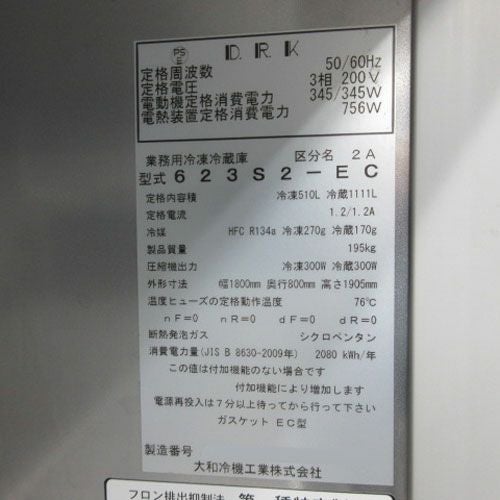 PS E D.R.K
定格周波数 50/60Hz
定格電圧 3相 200V
電動機定格消費電力 345/345W
電熱装置定格消費電力 756W
業務用冷凍冷蔵庫 区分名 2A
型式 623S2-EC
定格内容積 冷凍510L 冷蔵1111L
定格電流 1.2/1.2A
冷媒 HFC R134a 冷凍270g 冷蔵170g
製品質量 195kg
圧縮機出力 冷凍300W 冷蔵300W
外形寸法 幅1800mm 奥行800mm 高さ1905mm
温度ヒューズの定格動作温度 76℃
nF=0 nR=0 dF=0 dR=0
断熱発泡ガス シクロペンタン
消費電力量(JIS B 8630-2009年) 2080 kWh/年
この値は付加機能のない場合です
付加機能により増加します
電源再投入は7分以上待ってから行って下さい
ガスケット EC型
製造番号
大和冷機工業株式会社
フロン排出抑制法